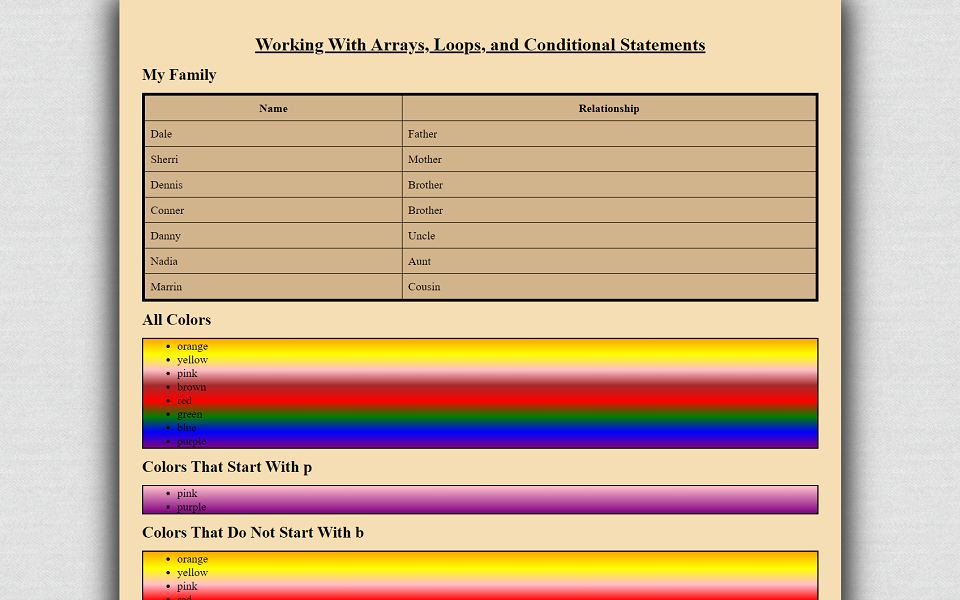 Working With Arrays, Loops, and Conditional Statements
My Family
Name Relationship
Dale Father
Sherri Mother
Dennis Brother
Conner Brother
Danny Uncle
Nadia Aunt
Marrin Cousin
All Colors
orange
yellow
pink
brown
red
green
blue
purple
Colors That Start With p
pink
purple
Colors That Do Not Start With b
orange
yellow
pink
red